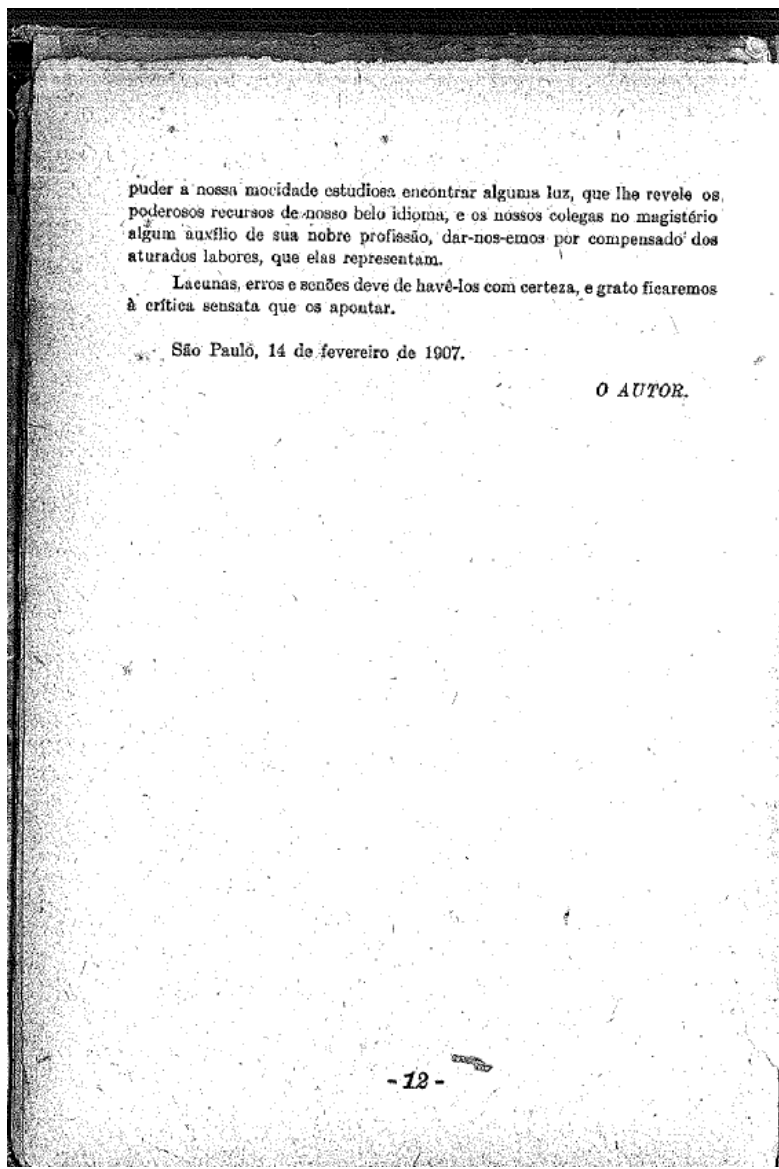 puder a nossa mocidade estudiosa encontrar alguma luz, que lhe revele os
poderosos recursos de nosso belo idioma, e os nossos colegas no magistério
algum auxílio de sua nobre profissão, dar-nos-emos por compensado dos
aturados labores, que elas representam.
Lacunas, erros e senões deve de havê-los com certeza, e grato ficaremos
à crítica sensata que os apontar.
São Paulo, 14 de fevereiro de 1907.
O AUTOR.
- 12 -